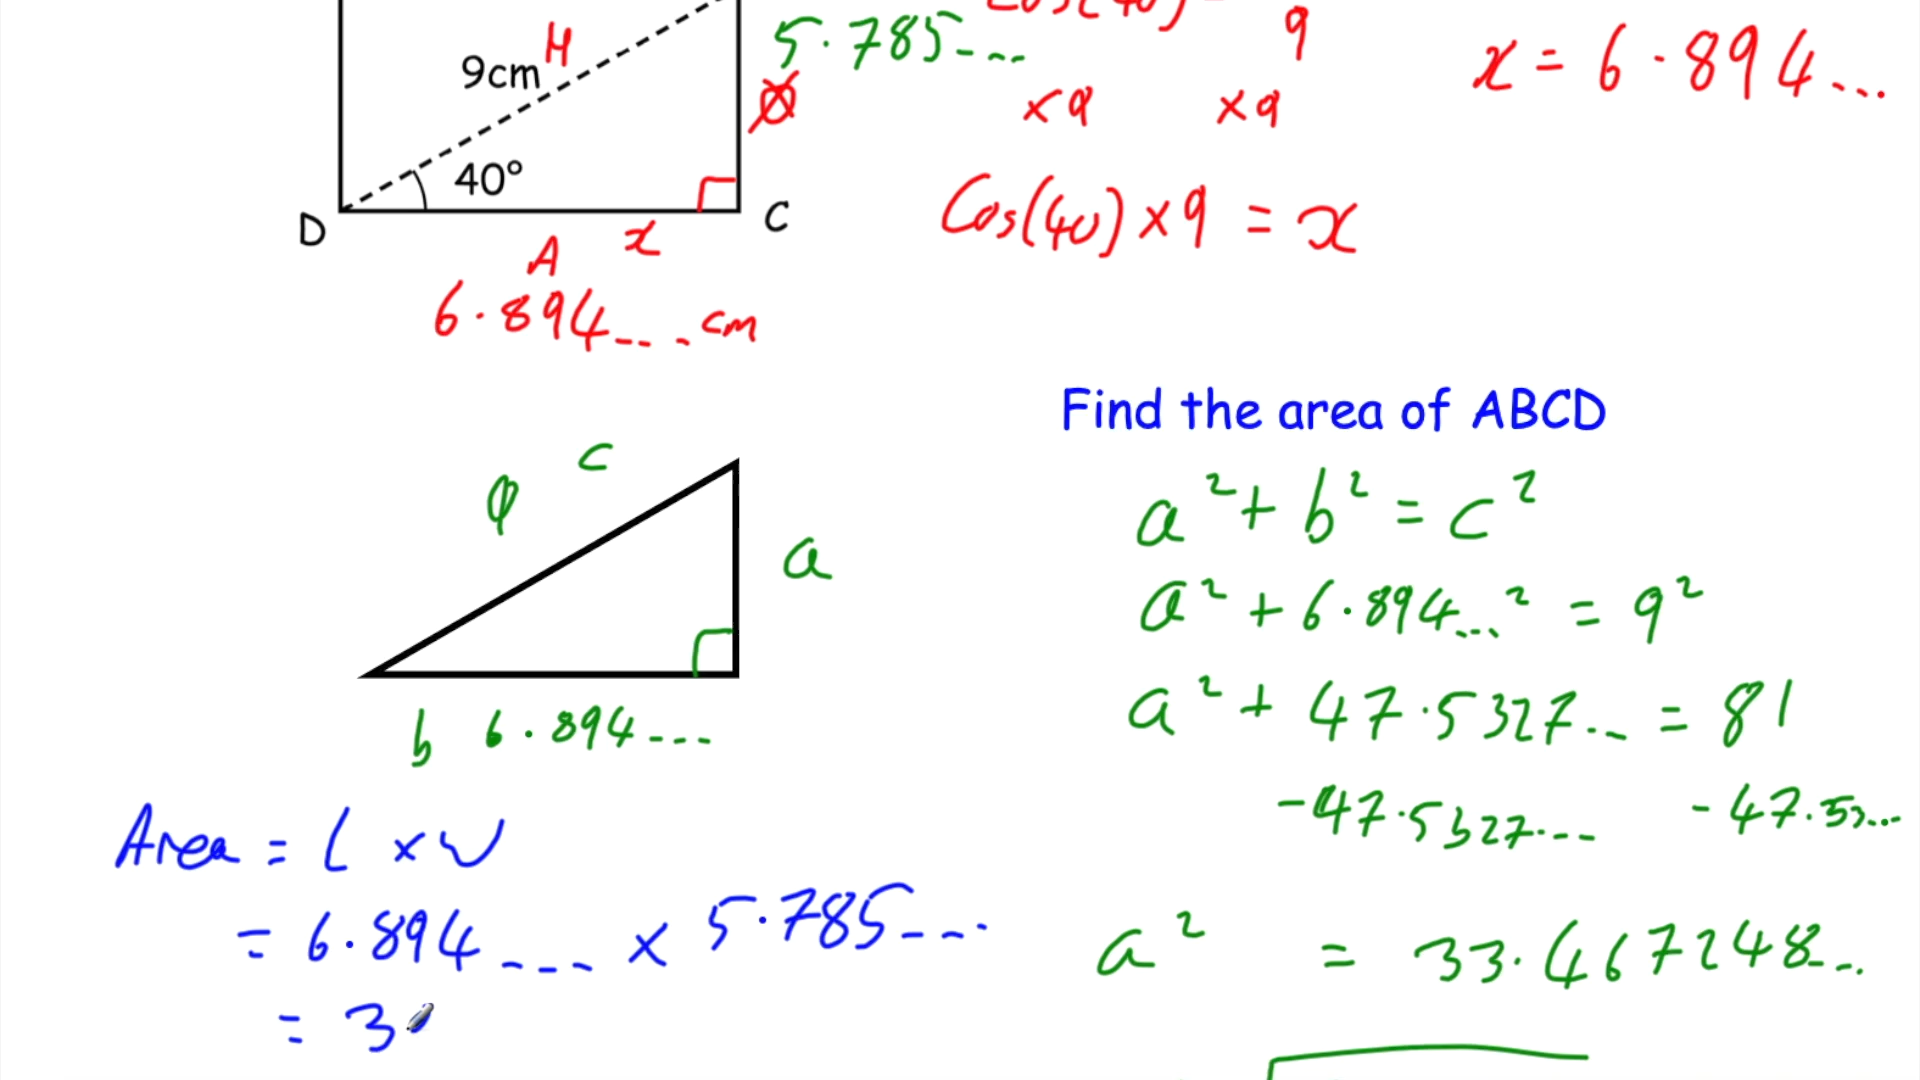 9cm H
5.785...
9
x = 6.894...
O
×9 ×9
40°
D
C
A x
Cos(40) × 9 = x
6.894... cm
Find the area of ABCD
c
a² + b² = c²
9
a
a² + 6.894...² = 9²
b 6.894...
a² + 47.5327... = 81
-47.5327... -47.53...
Area = L × W
= 6.894... × 5.785...
a² = 33.467248...
= 3